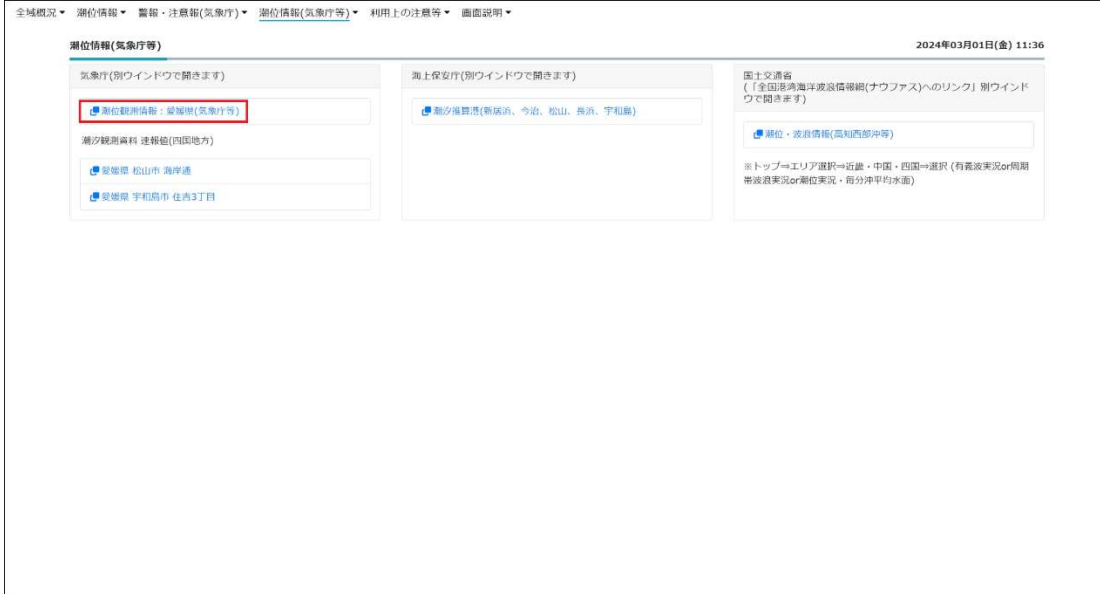 全域概況▼ 潮位情報▼ 警報・注意報(気象庁)▼ 潮位情報(気象庁等)▼ 利用上の注意等▼ 画面説明▼
潮位情報(気象庁等)
2024年03月01日(金) 11:36
気象庁(別ウインドウで開きます)
潮位観測情報：愛媛県(気象庁等)
潮汐観測資料 速報値(四国地方)
愛媛県 松山市 海岸通
愛媛県 宇和島市 住吉3丁目
海上保安庁(別ウインドウで開きます)
潮汐推算港(新居浜、今治、松山、長浜、宇和島)
国土交通省
(「全国港湾海洋波浪情報網(ナウファス)へのリンク」別ウインド
ウで開きます)
潮位・波浪情報(高知西部沖等)
※トップ⇒エリア選択⇒近畿・中国・四国⇒選択 (有義波実況or周期
帯波浪実況or潮位実況・毎分沖平均水面)